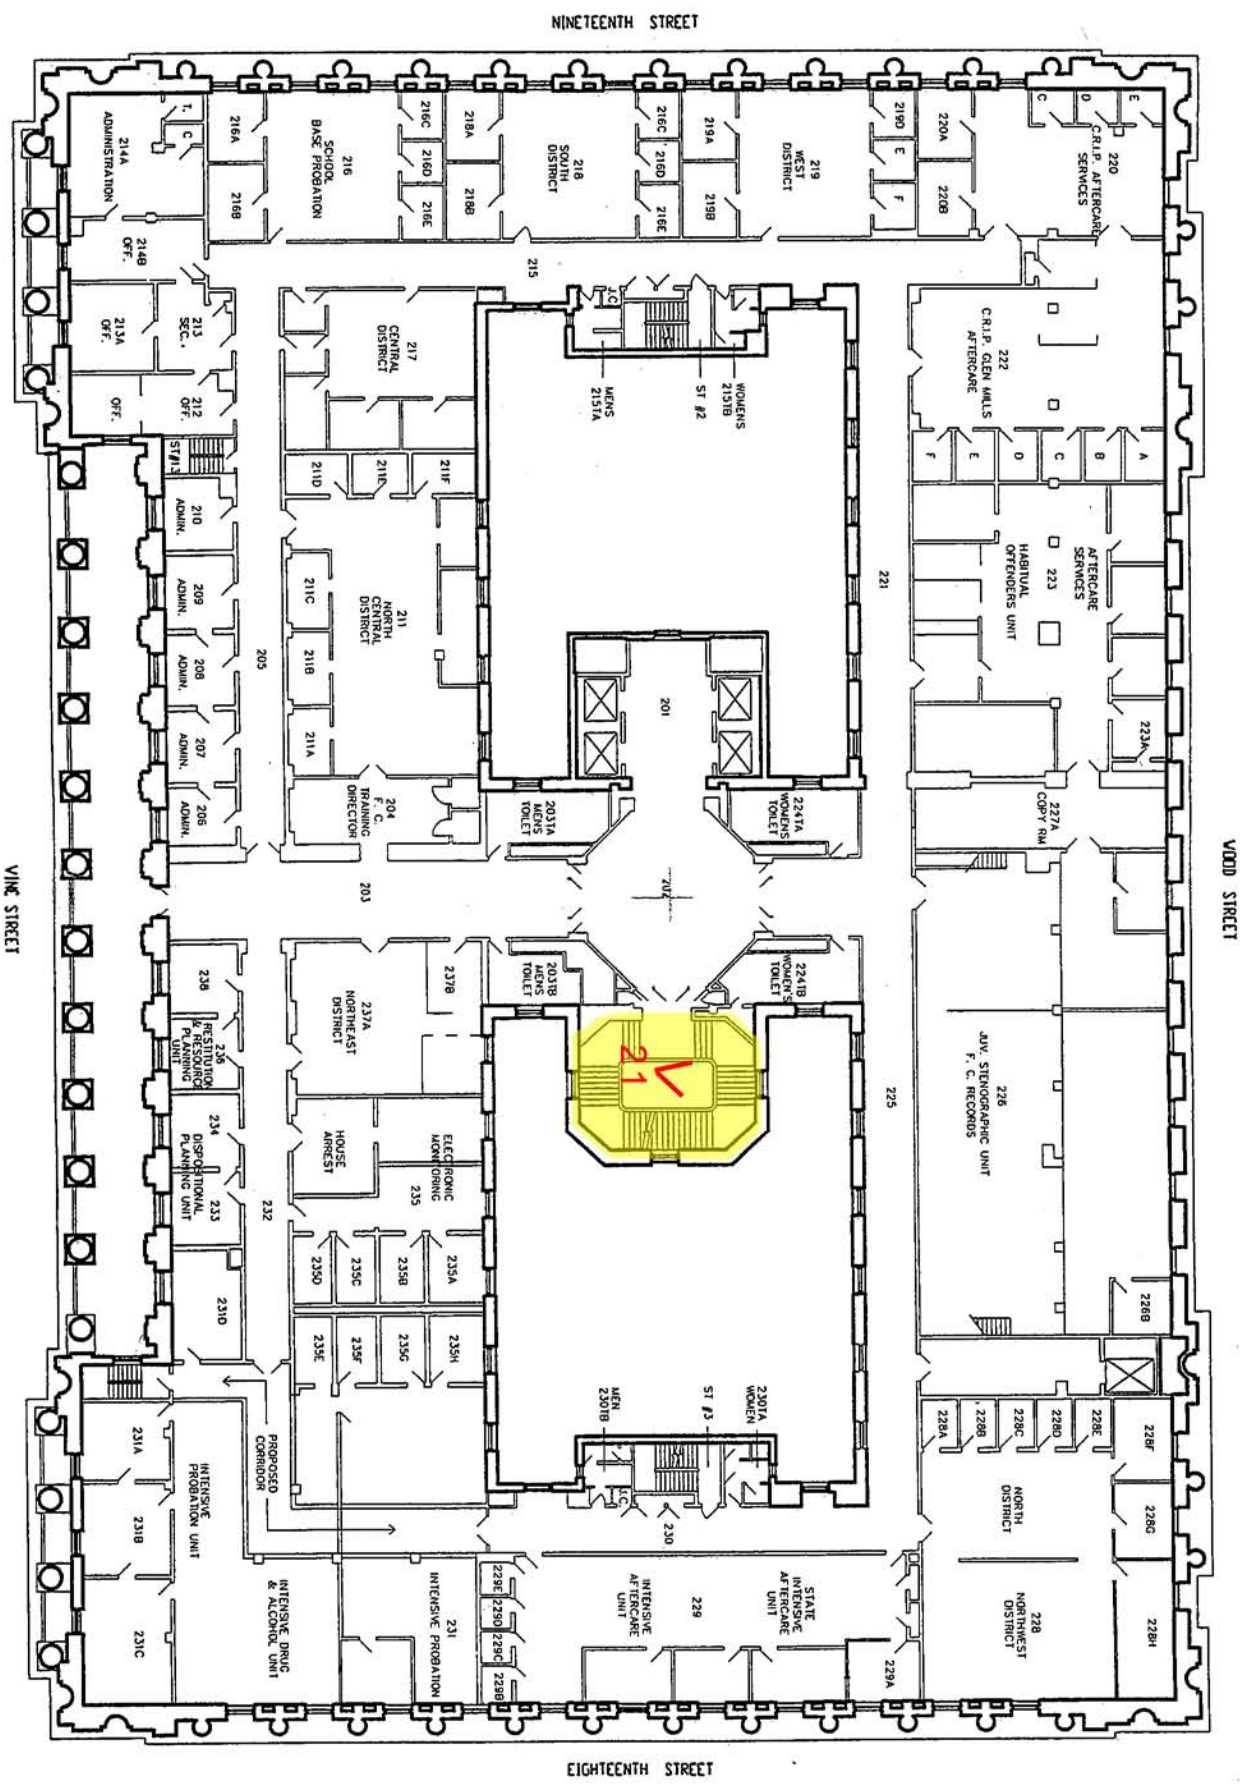 NINETEENTH STREET
T.
C
214A
ADMINISTRATION
216A
216B
216
SCHOOL
BASE PROBATION
216C
216D
216E
218A
218B
218
SOUTH
DISTRICT
216C
216D
216E
219A
219B
219
WEST
DISTRICT
219D
E
F
220A
220B
C
D
E
220
C.R.I.P. AFTERCARE
SERVICES
214B
OFF.
215
213A
OFF.
213
SEC.
OFF.
212
OFF.
ST#13
217
CENTRAL
DISTRICT
J.C.
MENS
215TA
ST #2
WOMENS
215TB
222
C.R.I.P. GLEN MILLS
AFTERCARE
F
E
D
C
B
A
211D
211E
211F
210
ADMIN.
209
ADMIN.
208
ADMIN.
207
ADMIN.
206
ADMIN.
205
211C
211B
211A
211
NORTH
CENTRAL
DISTRICT
221
HABITUAL
OFFENDERS UNIT
223
AFTERCARE
SERVICES
223A
201
204
F. C.
TRAINING
DIRECTOR
203TA
MEN'S
TOILET
224TA
WOMEN'S
TOILET
227A
COPY RM
VINE STREET
203
202
WOOD STREET
238
236
RESTITUTION
& RESOURCE
PLANNING
UNIT
237A
NORTHEAST
DISTRICT
237B
203TB
MEN'S
TOILET
224TB
WOMEN'S
TOILET
V
21
225
226
JUV. STENOGRAPHIC UNIT
F. C. RECORDS
226B
234
233
DISPOSITIONAL
PLANNING UNIT
232
HOUSE
ARREST
ELECTRONIC
MONITORING
235
235D
235C
235B
235A
231D
235E
235F
235G
235H
PROPOSED
CORRIDOR
MEN
230TB
ST #3
230TA
WOMEN
J.C.
230
228A
228B
228C
228D
228E
228F
228G
NORTH
DISTRICT
231A
231B
231C
INTENSIVE
PROBATION UNIT
INTENSIVE DRUG
& ALCOHOL UNIT
231
INTENSIVE PROBATION
229E
229D
229C
229B
229
INTENSIVE
AFTERCARE
UNIT
STATE
INTENSIVE
AFTERCARE
UNIT
229A
228
NORTHWEST
DISTRICT
228H
EIGHTEENTH STREET